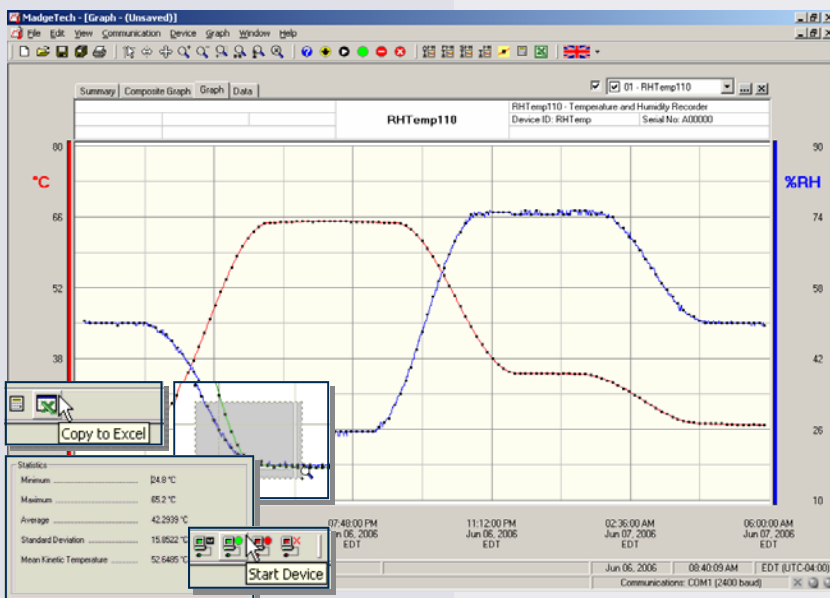 MadgeTech - [Graph - (Unsaved)]
File Edit View Communication Device Graph Window Help
Summary Composite Graph Graph Data
01 - RHTemp110
RHTemp110
RHTemp110 - Temperature and Humidity Recorder
Device ID: RHTemp Serial No: A00000
80 90
°C %RH
66 74
52 58
38 42
26
10
Copy to Excel
Statistics
Minimum 24.8 °C
Maximum 65.2 °C
Average 42.2939 °C
Standard Deviation 15.8522 °C
Mean Kinetic Temperature 52.6485 °C
Start Device
07:48:00 PM 11:12:00 PM 02:36:00 AM 06:00:00 AM
Jun 06, 2006 Jun 06, 2006 Jun 07, 2006 Jun 07, 2006
EDT EDT EDT EDT
Jun 06, 2006 08:40:09 AM EDT (UTC-04:00)
Communications: COM1 (2400 baud)